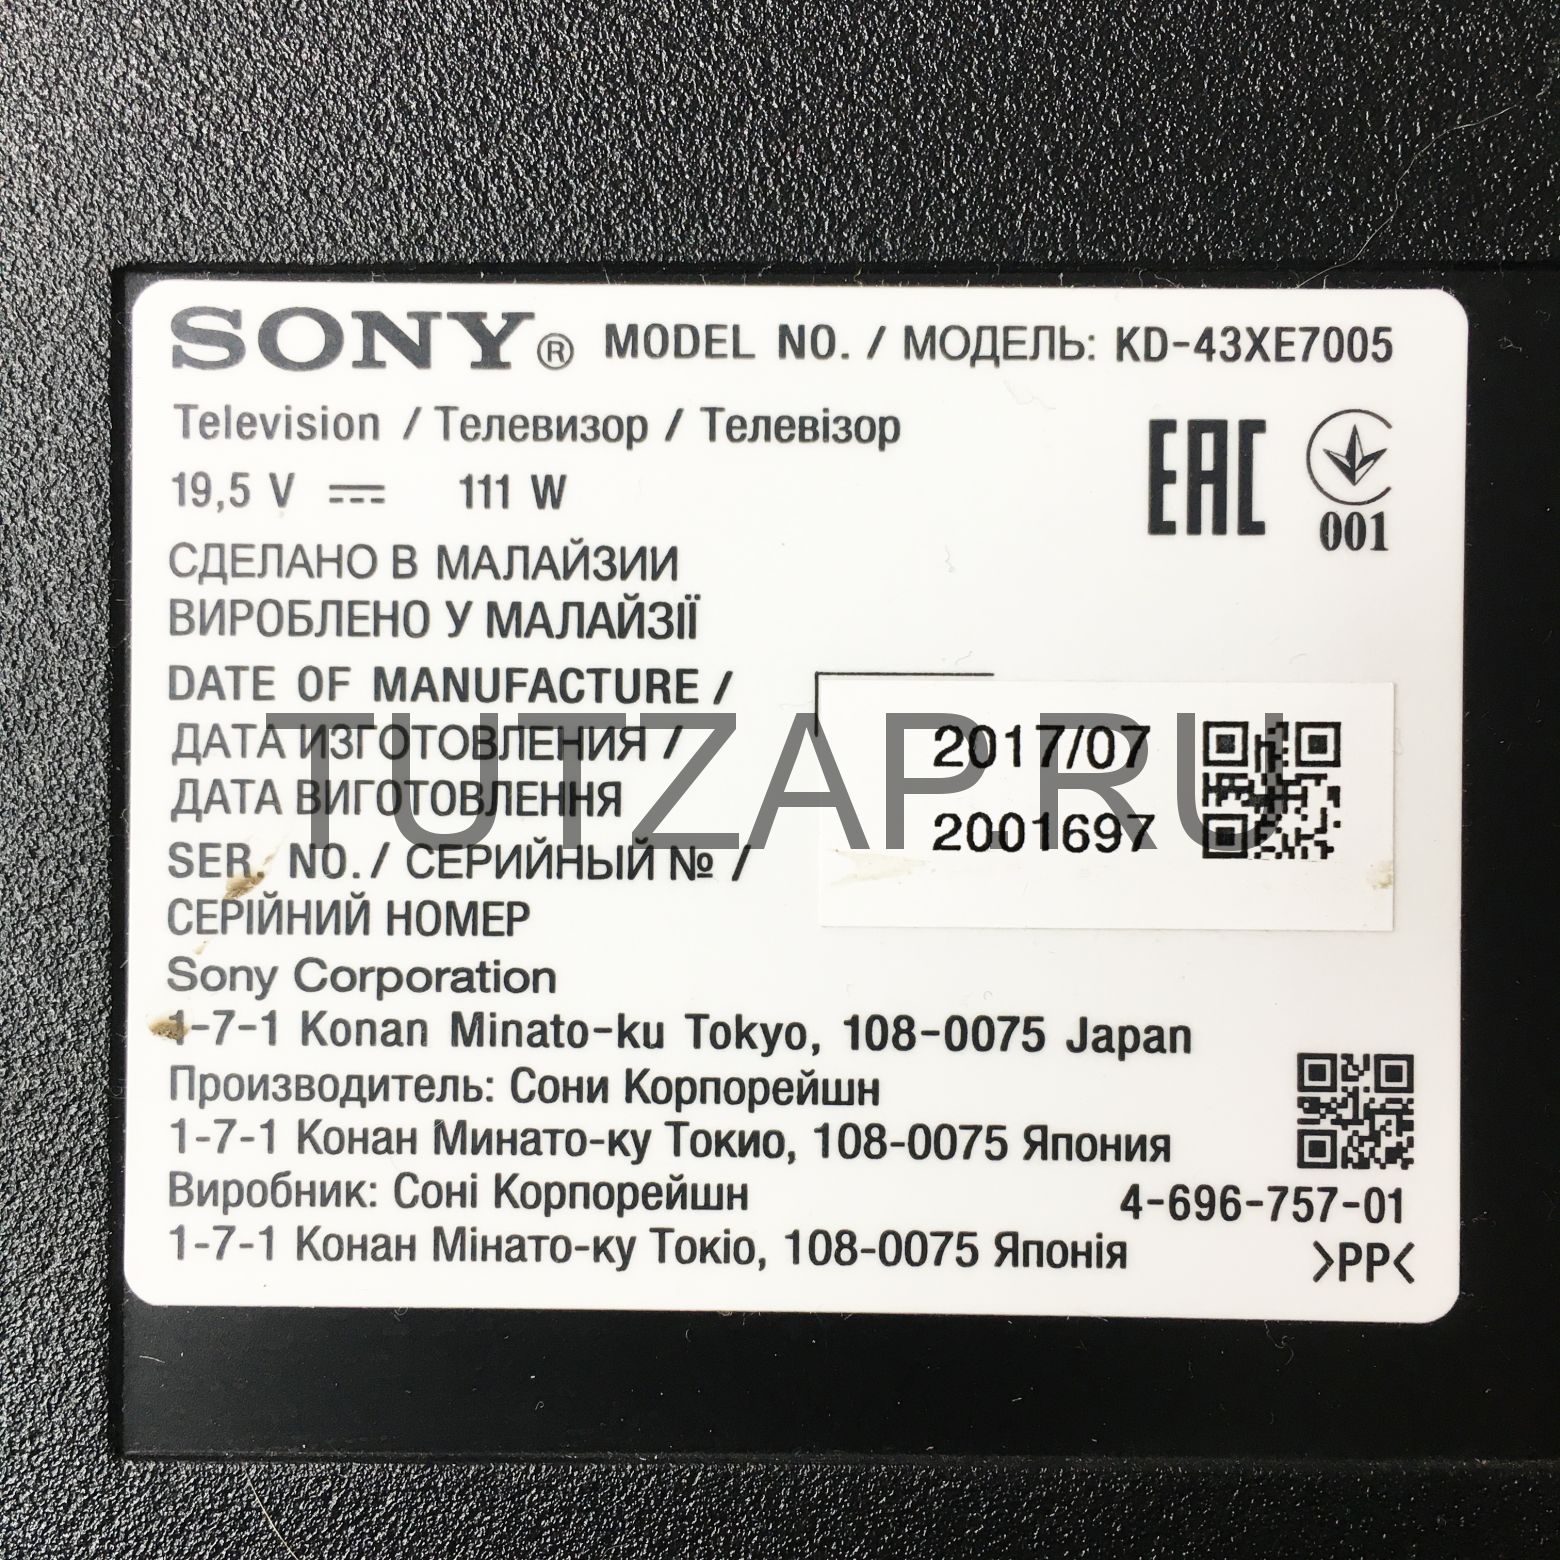 SONY® MODEL NO. / МОДЕЛЬ: KD-43XE7005
Television / Телевизор / Телевізор
19,5 V ⎓ 111 W
EAC
001
СДЕЛАНО В МАЛАЙЗИИ
ВИРОБЛЕНО У МАЛАЙЗІЇ
DATE OF MANUFACTURE /
ДАТА ИЗГОТОВЛЕНИЯ /
ДАТА ВИГОТОВЛЕННЯ
2017/07
TUTZAP.RU
2001697
SER. NO. / СЕРИЙНЫЙ № /
СЕРІЙНИЙ НОМЕР
Sony Corporation
1-7-1 Konan Minato-ku Tokyo, 108-0075 Japan
Производитель: Сони Корпорейшн
1-7-1 Конан Минато-ку Токио, 108-0075 Япония
Виробник: Соні Корпорейшн
4-696-757-01
1-7-1 Конан Мінато-ку Токіо, 108-0075 Японія
>PP<